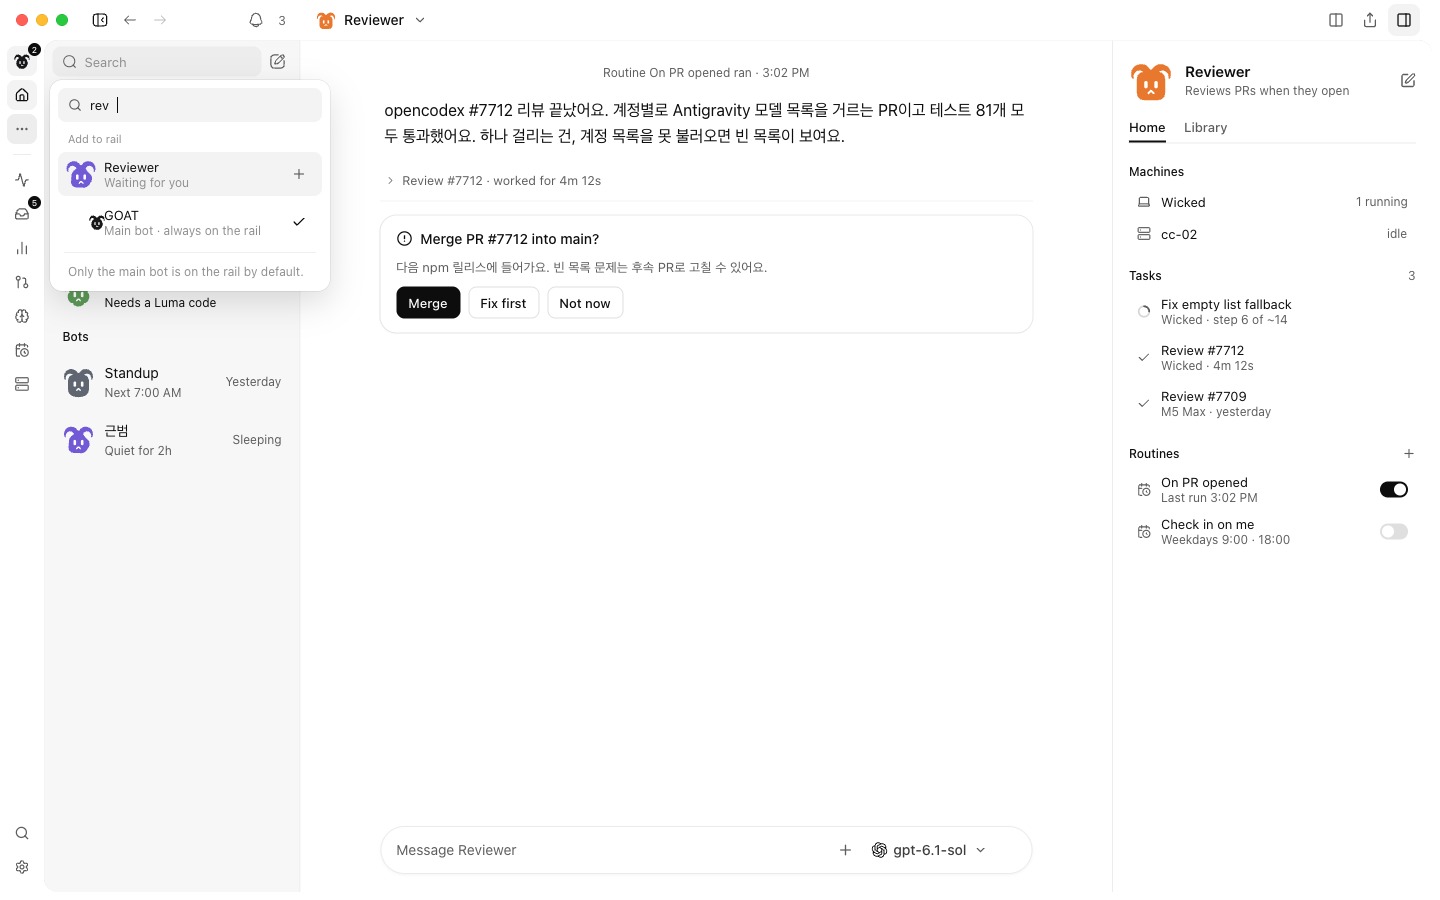 3
Reviewer
2
Search
rev
Add to rail
Reviewer
Waiting for you
GOAT
Main bot · always on the rail
Only the main bot is on the rail by default.
5
Needs a Luma code
Bots
Standup
Next 7:00 AM
Yesterday
근범
Quiet for 2h
Sleeping
Routine On PR opened ran · 3:02 PM
opencodex #7712 리뷰 끝났어요. 계정별로 Antigravity 모델 목록을 거르는 PR이고 테스트 81개 모
두 통과했어요. 하나 걸리는 건, 계정 목록을 못 불러오면 빈 목록이 보여요.
Review #7712 · worked for 4m 12s
Merge PR #7712 into main?
다음 npm 릴리스에 들어가요. 빈 목록 문제는 후속 PR로 고칠 수 있어요.
Merge
Fix first
Not now
Message Reviewer
gpt-6.1-sol
Reviewer
Reviews PRs when they open
Home
Library
Machines
Wicked
1 running
cc-02
idle
Tasks
3
Fix empty list fallback
Wicked · step 6 of ~14
Review #7712
Wicked · 4m 12s
Review #7709
M5 Max · yesterday
Routines
On PR opened
Last run 3:02 PM
Check in on me
Weekdays 9:00 · 18:00